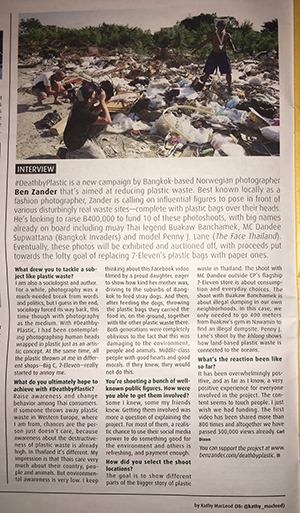 INTERVIEW
#DeathbyPlastic is a new campaign by Bangkok-based Norwegian photographer
Ben Zander that's aimed at reducing plastic waste. Best known locally as a
fashion photographer, Zander is calling on influential figures to pose in front of
various disturbingly real waste sites—complete with plastic bags over their heads.
He's looking to raise B400,000 to fund 10 of these photoshoots, with big names
already on board including muay Thai legend Buakaw Banchamek, MC Dandee
Supwattana (Bangkok Invaders) and model Penny J. Lane (The Face Thailand).
Eventually, these photos will be exhibited and auctioned off, with proceeds put
towards the lofty goal of replacing 7-Eleven's plastic bags with paper ones.
What drew you to tackle a sub-
ject like plastic waste?
I am also a sociologist and author.
For a while, photography was a
much-needed break from words
and politics, but I guess in the end,
sociology forced its way back, this
time though with photography
as the medium. With #Deathby-
Plastic, I had been contemplat-
ing photographing human heads
wrapped in plastic just as an artis-
tic concept. At the same time, all
the plastic thrown at me in differ-
ent shops—Big C, 7-Eleven—really
started to annoy me.
What do you ultimately hope to
achieve with #DeathbyPlastic?
Raise awareness and change
behavior among Thai consumers.
If someone throws away plastic
waste in Western Europe, where
I am from, chances are the per-
son just doesn't care, because
awareness about the destructive-
ness of plastic waste is already
high. In Thailand it's different. My
impression is that Thais care very
much about their country, peo-
ple and animals. But environmental
awareness is very low. I keep
thinking about the Facebook video
filmed by a proud daughter, eager
to show how kind her mother was,
driving to the suburbs of Bang-
kok to feed stray dogs. And then,
after feeding the dogs, throwing
the plastic bags they carried the
food in, on the ground, together
with the other plastic waste there.
Both generations were completely
oblivious to the fact that this was
damaging to the environment,
people and animals. Middle-class
people with good hearts and good
morals. If they knew, they would
not do this.
You're shooting a bunch of well-
known public figures. How were
you able to get them involved?
Some I knew, some my friends
knew. Getting them involved was
more a question of explaining the
project. For most of them, a realis-
tic chance to use their social media
power to do something good for
the environment and others is
refreshing, and payment enough.
How did you select the shoot
locations?
The goal is to show different
parts of the bigger story of plastic
waste in Thailand. The shoot with
MC Dandee outside CP's flagship
7-Eleven store is about consump-
tion and everyday choices. The
shoot with Buakaw Banchamek is
about illegal dumping in our own
neighborhoods. In this case, we
only needed to go 400 meters
from Buakaw's gym in
find an illegal dumpsite. Penny J.
Lane's shoot by the khlong shows
how land-based plastic waste is
connected to the oceans.
What's the reaction been like
so far?
It has been overwhelmingly pos-
itive, and as far as I know, a very
positive experience for everyone
involved in the project. The con-
tent seems to touch people. I just
wish we had funding. The first
video has been shared more than
800 times and altogether we have
passed 300,000 views already.
Dixon
You can support the project at www.
benzander.com/deathbyplastic.
by Kathy MacLeod (IG: @kathy_macleod)